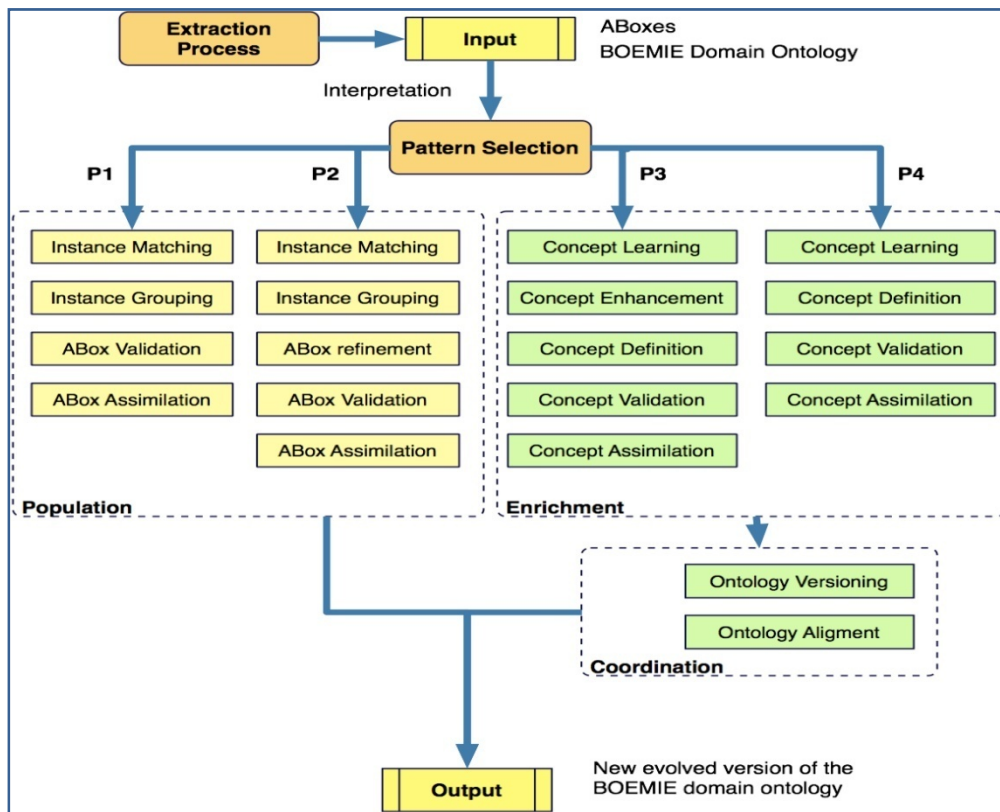 Extraction
Process
Input
ABoxes
BOEMIE Domain Ontology
Interpretation
Pattern Selection
P1
P2
P3
P4
Instance Matching
Instance Grouping
ABox Validation
ABox Assimilation
Instance Matching
Instance Grouping
ABox refinement
ABox Validation
ABox Assimilation
Population
Concept Learning
Concept Enhancement
Concept Definition
Concept Validation
Concept Assimilation
Concept Learning
Concept Definition
Concept Validation
Concept Assimilation
Enrichment
Ontology Versioning
Ontology Aligment
Coordination
Output
New evolved version of the
BOEMIE domain ontology